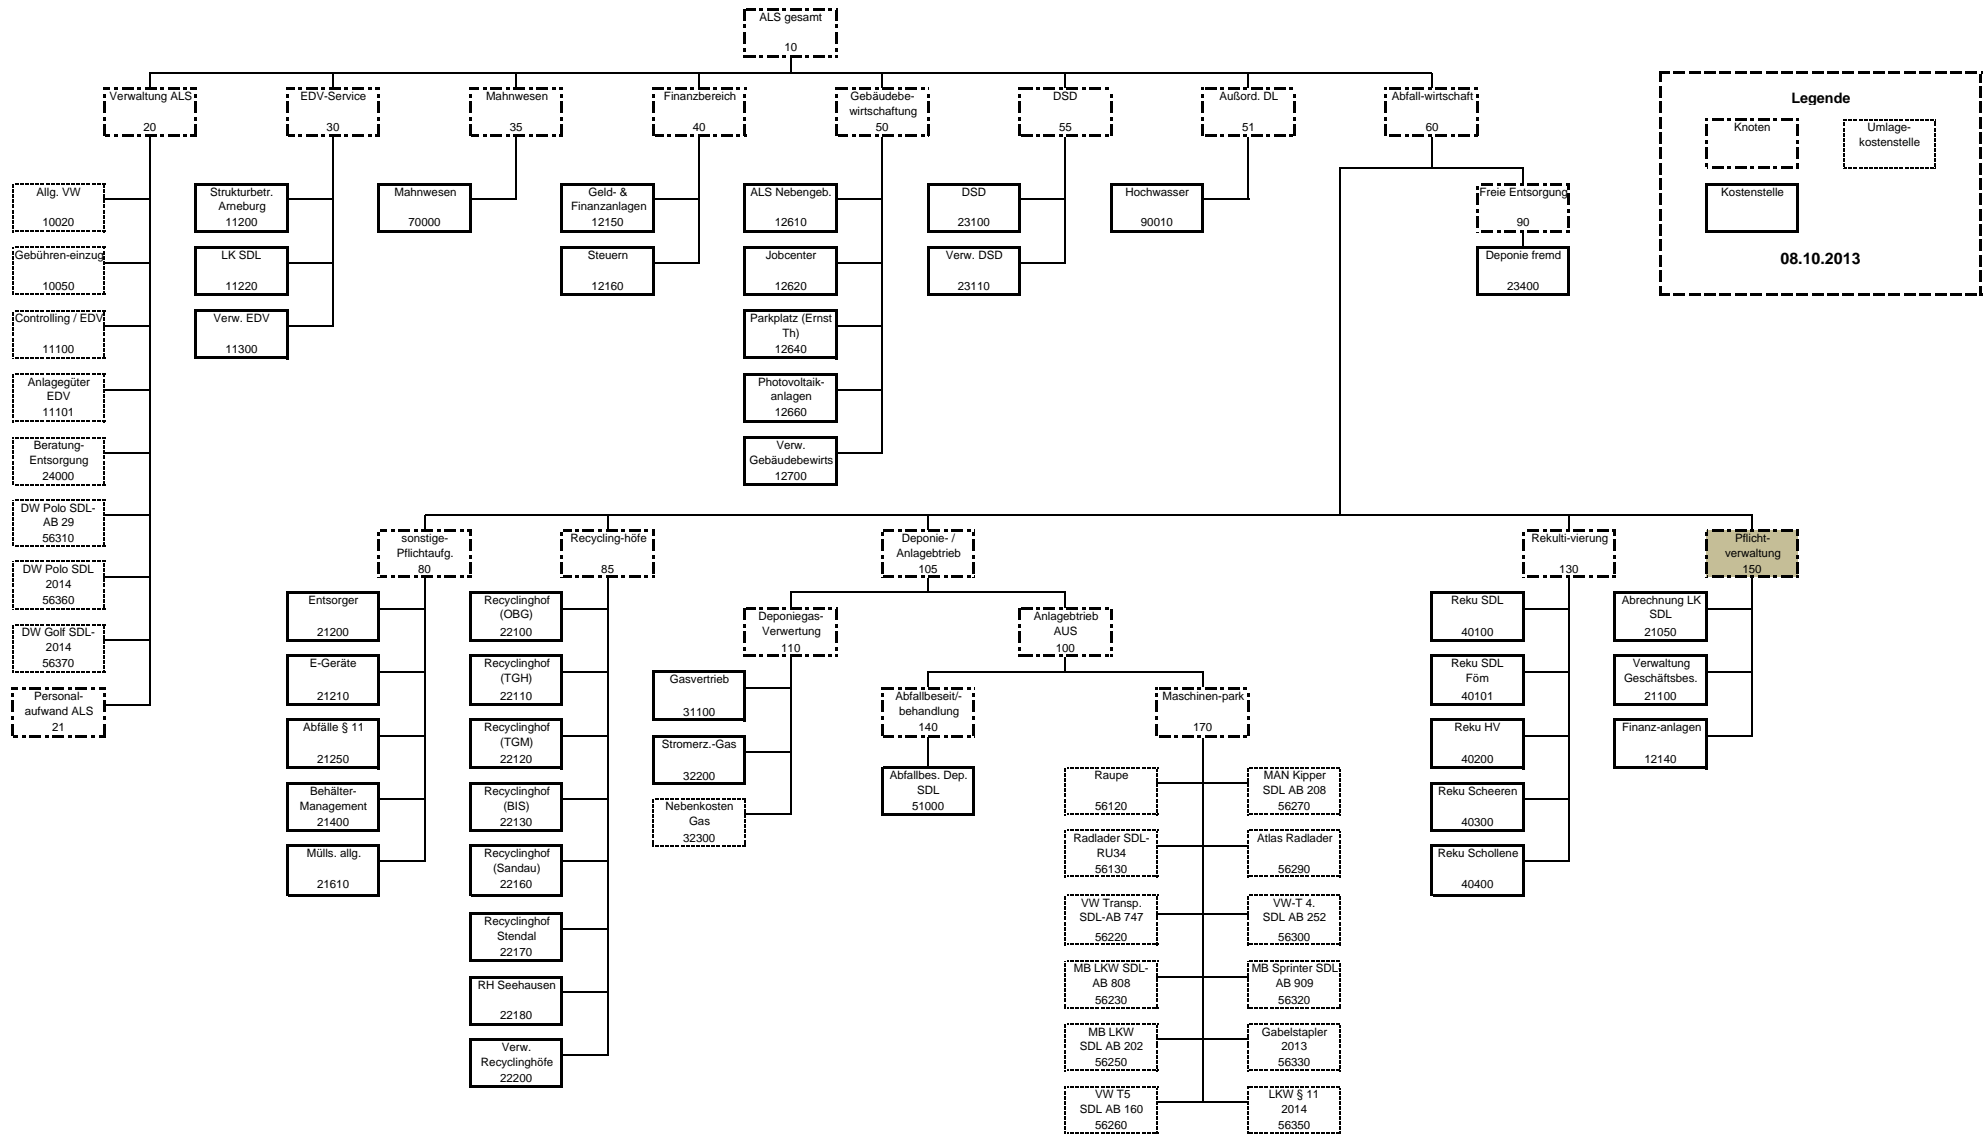 ALS gesamt
10
Verwaltung ALS
20
EDV-Service
30
Mahnwesen
35
Finanzbereich
40
Gebäudebe-
wirtschaftung
50
DSD
55
Außord. DL
51
Abfall-wirtschaft
60
Legende
Knoten
Umlage-
kostenstelle
Kostenstelle
08.10.2013
Allg. VW
10020
Gebühren-einzug
10050
Controlling / EDV
11100
Anlagegüter
EDV
11101
Beratung-
Entsorgung
24000
DW Polo SDL-
AB 29
56310
DW Polo SDL
2014
56360
DW Golf SDL-
2014
56370
Personal-
aufwand ALS
21
Strukturbetr.
Arneburg
11200
LK SDL
11220
Verw. EDV
11300
Mahnwesen
70000
Geld- &
Finanzanlagen
12150
Steuern
12160
ALS Nebengeb.
12610
Jobcenter
12620
Parkplatz (Ernst
Th)
12640
Photovoltaik-
anlagen
12660
Verw.
Gebäudebewirts
12700
DSD
23100
Verw. DSD
23110
Hochwasser
90010
Freie Entsorgung
90
Deponie fremd
23400
sonstige-
Pflichtaufg.
80
Entsorger
21200
E-Geräte
21210
Abfälle § 11
21250
Behälter-
Management
21400
Mülls. allg.
21610
Recycling-höfe
85
Recyclinghof
(OBG)
22100
Recyclinghof
(TGH)
22110
Recyclinghof
(TGM)
22120
Recyclinghof
(BIS)
22130
Recyclinghof
(Sandau)
22160
Recyclinghof
Stendal
22170
RH Seehausen
22180
Verw.
Recyclinghöfe
22200
Deponie- /
Anlagebtrieb
105
Deponiegas-
Verwertung
110
Gasvertrieb
31100
Stromerz.-Gas
32200
Nebenkosten
Gas
32300
Anlagebtrieb
AUS
100
Abfallbeseit/-
behandlung
140
Abfallbes. Dep.
SDL
51000
Maschinen-park
170
Raupe
56120
MAN Kipper
SDL AB 208
56270
Radlader SDL-
RU34
56130
Atlas Radlader
56290
VW Transp.
SDL-AB 747
56220
VW-T 4.
SDL AB 252
56300
MB LKW SDL-
AB 808
56230
MB Sprinter SDL
AB 909
56320
MB LKW
SDL AB 202
56250
Gabelstapler
2013
56330
VW T5
SDL AB 160
56260
LKW § 11
2014
56350
Rekulti-vierung
130
Reku SDL
40100
Reku SDL
Föm
40101
Reku HV
40200
Reku Scheeren
40300
Reku Schollene
40400
Pflicht-
verwaltung
150
Abrechnung LK
SDL
21050
Verwaltung
Geschäftsbes.
21100
Finanz-anlagen
12140